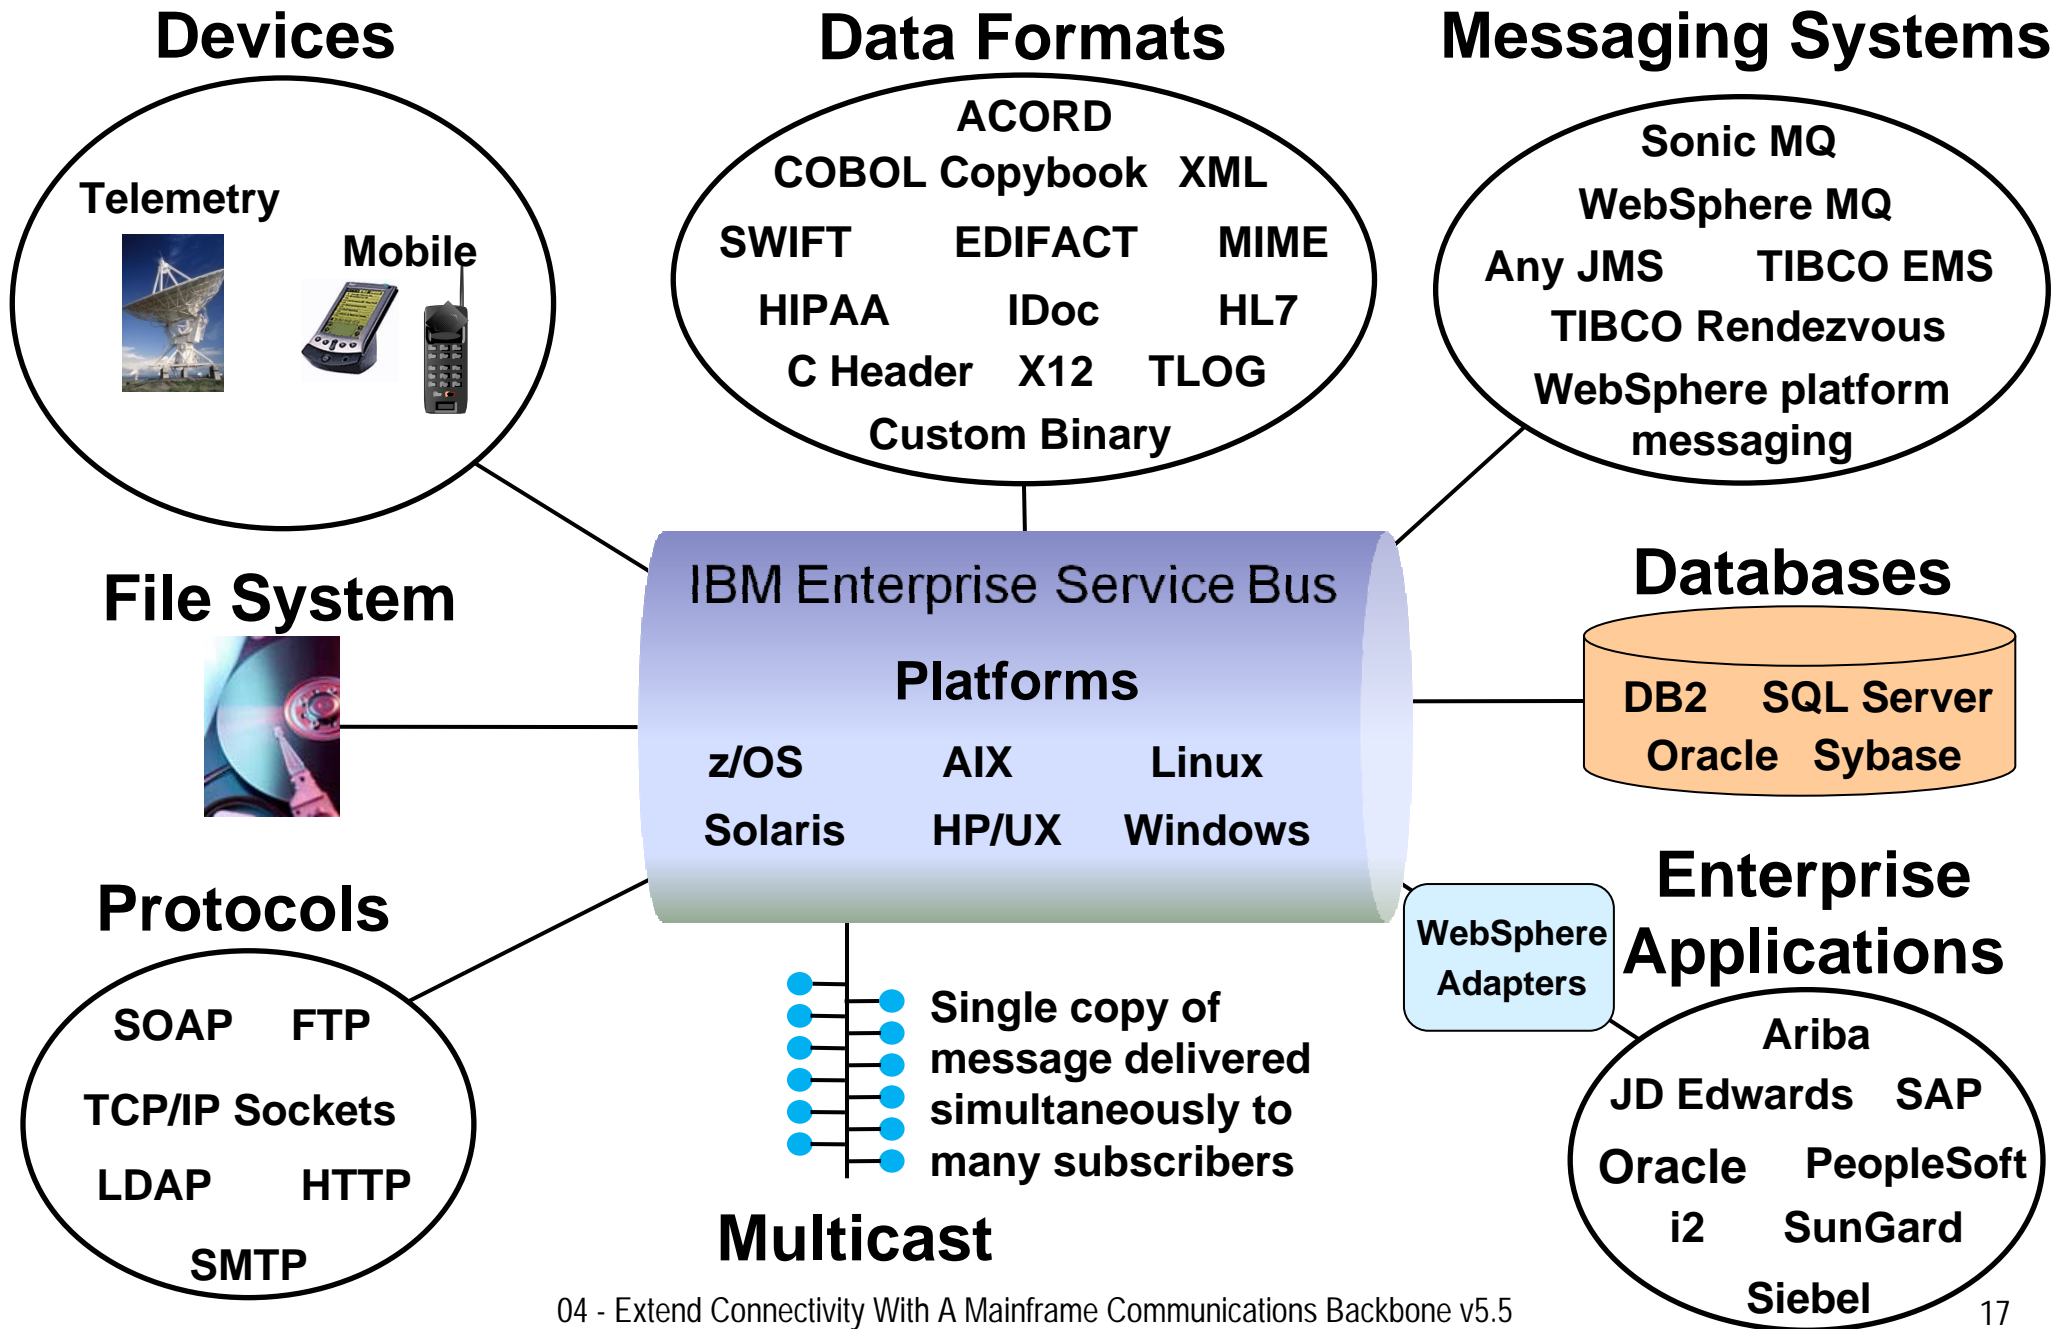 Devices
Telemetry
Mobile
Data Formats
ACORD
COBOL Copybook XML
SWIFT EDIFACT MIME
HIPAA IDoc HL7
C Header X12 TLOG
Custom Binary
Messaging Systems
Sonic MQ
WebSphere MQ
Any JMS TIBCO EMS
TIBCO Rendezvous
WebSphere platform
messaging
File System
IBM Enterprise Service Bus
Platforms
z/OS AIX Linux
Solaris HP/UX Windows
Databases
DB2 SQL Server
Oracle Sybase
Protocols
SOAP FTP
TCP/IP Sockets
LDAP HTTP
SMTP
Single copy of
message delivered
simultaneously to
many subscribers
Multicast
WebSphere
Adapters
Enterprise
Applications
Ariba
JD Edwards SAP
Oracle PeopleSoft
i2 SunGard
Siebel
04 - Extend Connectivity With A Mainframe Communications Backbone v5.5
17